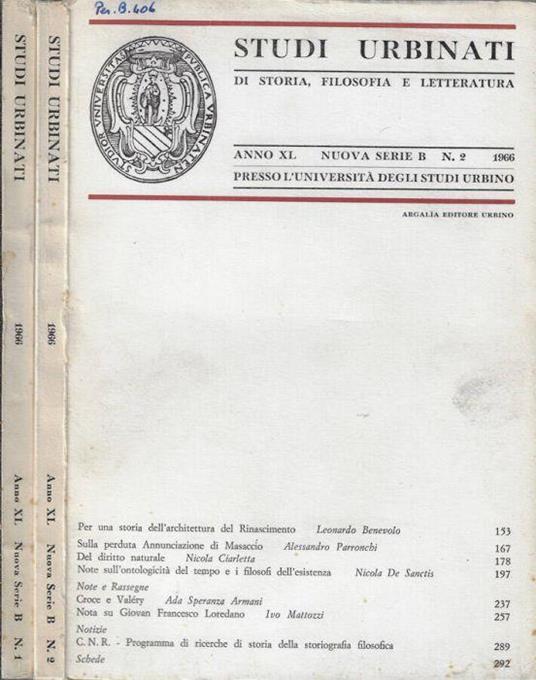 Per. B. 406
STUDI URBINATI
DI STORIA, FILOSOFIA E LETTERATURA
ANNO XL NUOVA SERIE B N. 2 1966
PRESSO L'UNIVERSITÀ DEGLI STUDI URBINO
ARGALÌA EDITORE URBINO
Per una storia dell'architettura del Rinascimento Leonardo Benevolo 153
Sulla perduta Annunciazione di Masaccio Alessandro Parronchi 167
Del diritto naturale Nicola Ciarletta 178
Note sull'ontologicità del tempo e i filosofi dell'esistenza Nicola De Sanctis 197
Note e Rassegne
Croce e Valéry Ada Speranza Armani 237
Nota su Giovan Francesco Loredano Ivo Mattozzi 257
Notizie
C.N.R. - Programma di ricerche di storia della storiografia filosofica 289
Schede 292
STUDI URBINATI 1966 Anno XL Nuova Serie B N. 1
STUDI URBINATI 1966 Anno XL Nuova Serie B N. 2